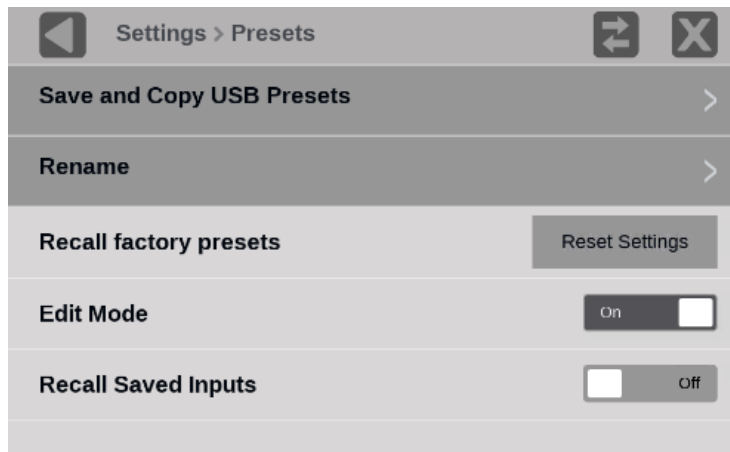 Settings > Presets
Save and Copy USB Presets
Rename
Recall factory presets
Reset Settings
Edit Mode
On
Recall Saved Inputs
Off